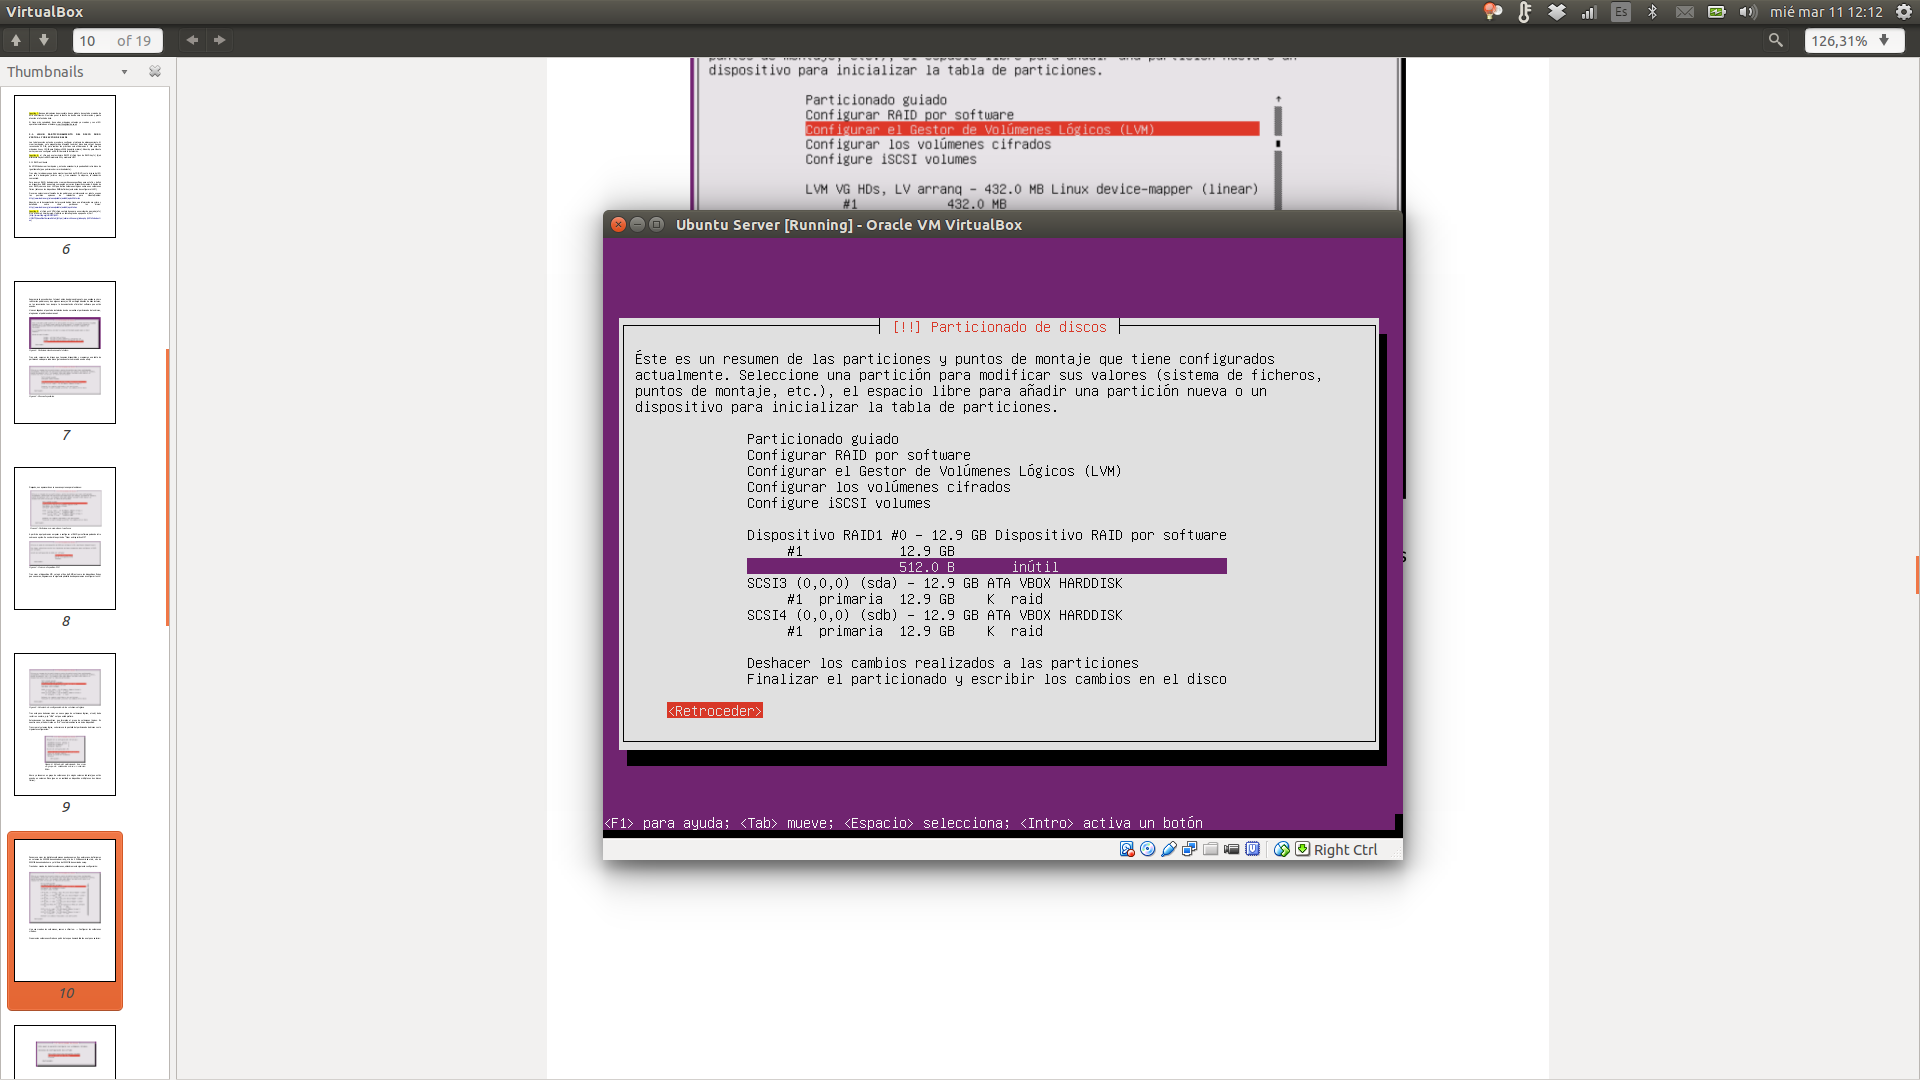 VirtualBox
Es
mié mar 11 12:12
10 of 19
126,31%
Thumbnails
6
7
8
9
10
dispositivo para inicializar la tabla de particiones.
Particionado guiado
Configurar RAID por software
Configurar el Gestor de Volúmenes Lógicos (LVM)
Configurar los volúmenes cifrados
Configure iSCSI volumes
LVM VG HDs, LV arranq - 432.0 MB Linux device-mapper (linear)
#1 432.0 MB
Ubuntu Server [Running] - Oracle VM VirtualBox
[!!] Particionado de discos
Éste es un resumen de las particiones y puntos de montaje que tiene configurados
actualmente. Seleccione una partición para modificar sus valores (sistema de ficheros,
puntos de montaje, etc.), el espacio libre para añadir una partición nueva o un
dispositivo para inicializar la tabla de particiones.
Particionado guiado
Configurar RAID por software
Configurar el Gestor de Volúmenes Lógicos (LVM)
Configurar los volúmenes cifrados
Configure iSCSI volumes
Dispositivo RAID1 #0 - 12.9 GB Dispositivo RAID por software
#1 12.9 GB
512.0 B inútil
SCSI3 (0,0,0) (sda) - 12.9 GB ATA VBOX HARDDISK
#1 primaria 12.9 GB K raid
SCSI4 (0,0,0) (sdb) - 12.9 GB ATA VBOX HARDDISK
#1 primaria 12.9 GB K raid
Deshacer los cambios realizados a las particiones
Finalizar el particionado y escribir los cambios en el disco
<Retroceder>
<F1> para ayuda; <Tab> mueve; <Espacio> selecciona; <Intro> activa un botón
Right Ctrl